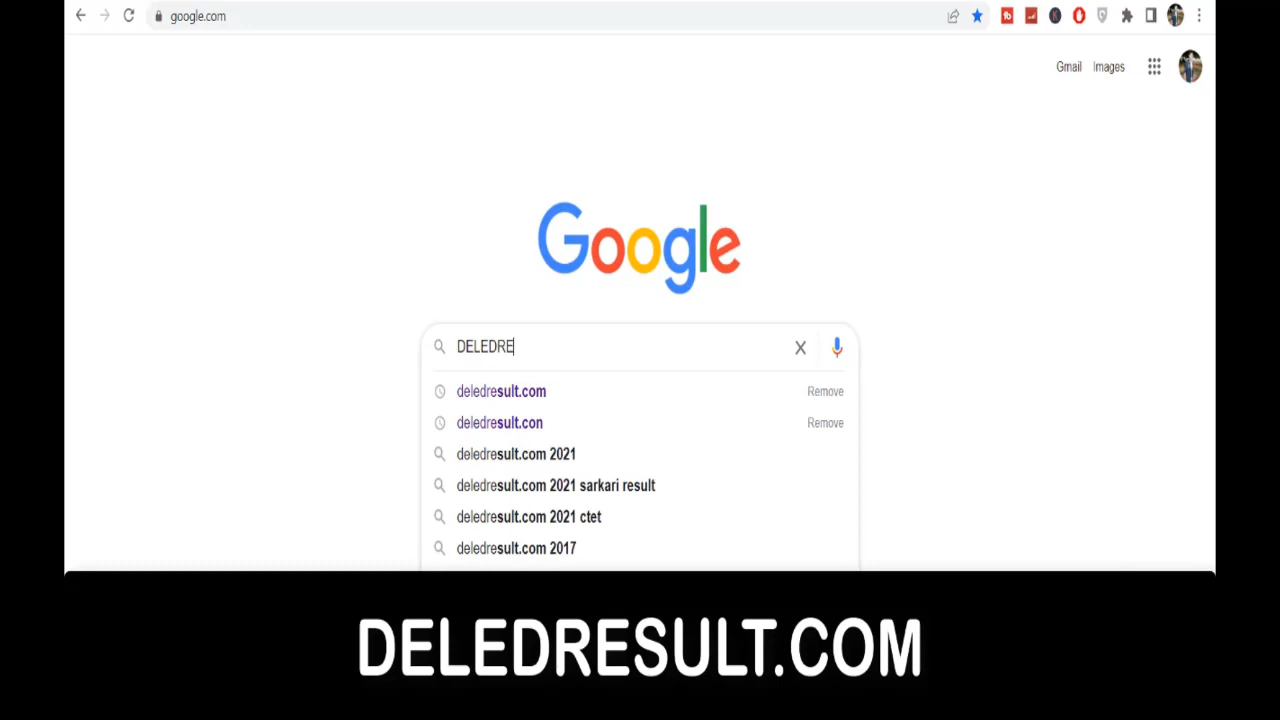 google.com
Gmail Images
Google
DELEDRE
deledresult.com Remove
deledresult.con Remove
deledresult.com 2021
deledresult.com 2021 sarkari result
deledresult.com 2021 ctet
deledresult.com 2017
DELEDRESULT.COM